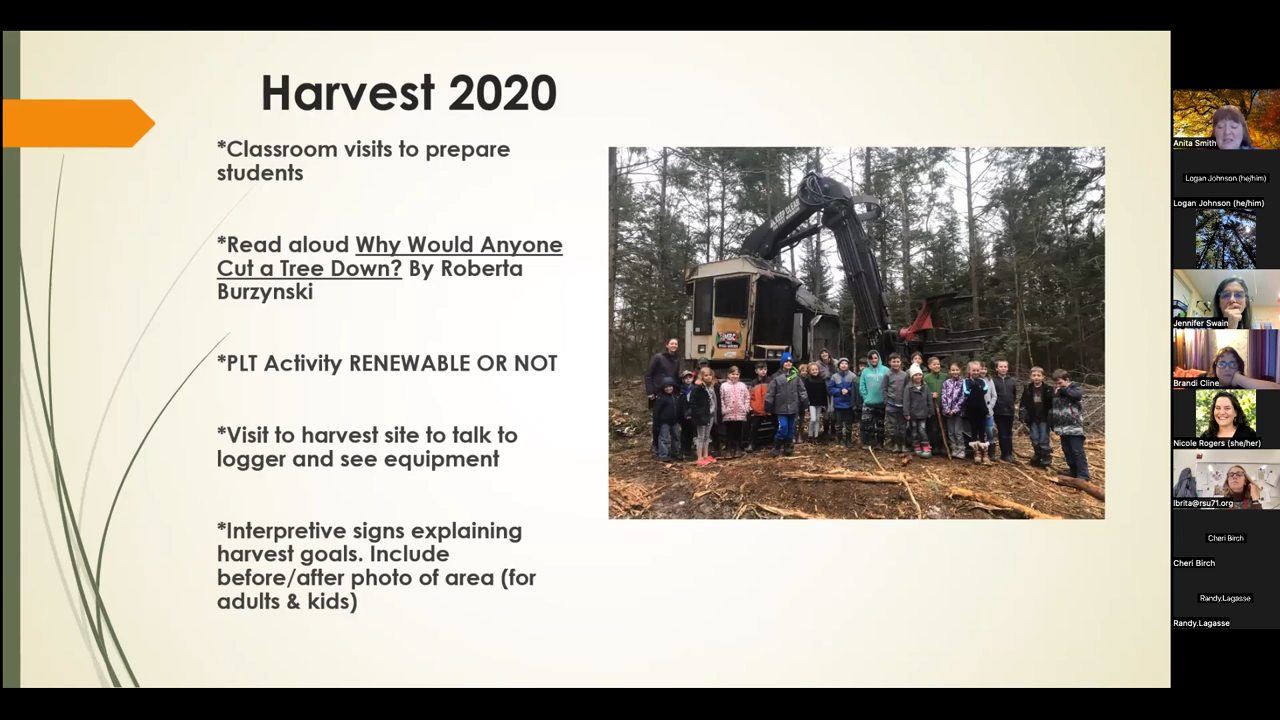 Harvest 2020
*Classroom visits to prepare
students
*Read aloud Why Would Anyone
Cut a Tree Down? By Roberta
Burzynski
*PLT Activity RENEWABLE OR NOT
*Visit to harvest site to talk to
logger and see equipment
*Interpretive signs explaining
harvest goals. Include
before/after photo of area (for
adults & kids)
Anita Smith
Logan Johnson (he/him)
Logan Johnson (he/him)
Jennifer Swain
Brandi Cline
Nicole Rogers (she/her)
lbrita@rsu71.org
Cheri Birch
Cheri Birch
Randy.Lagasse
Randy.Lagasse